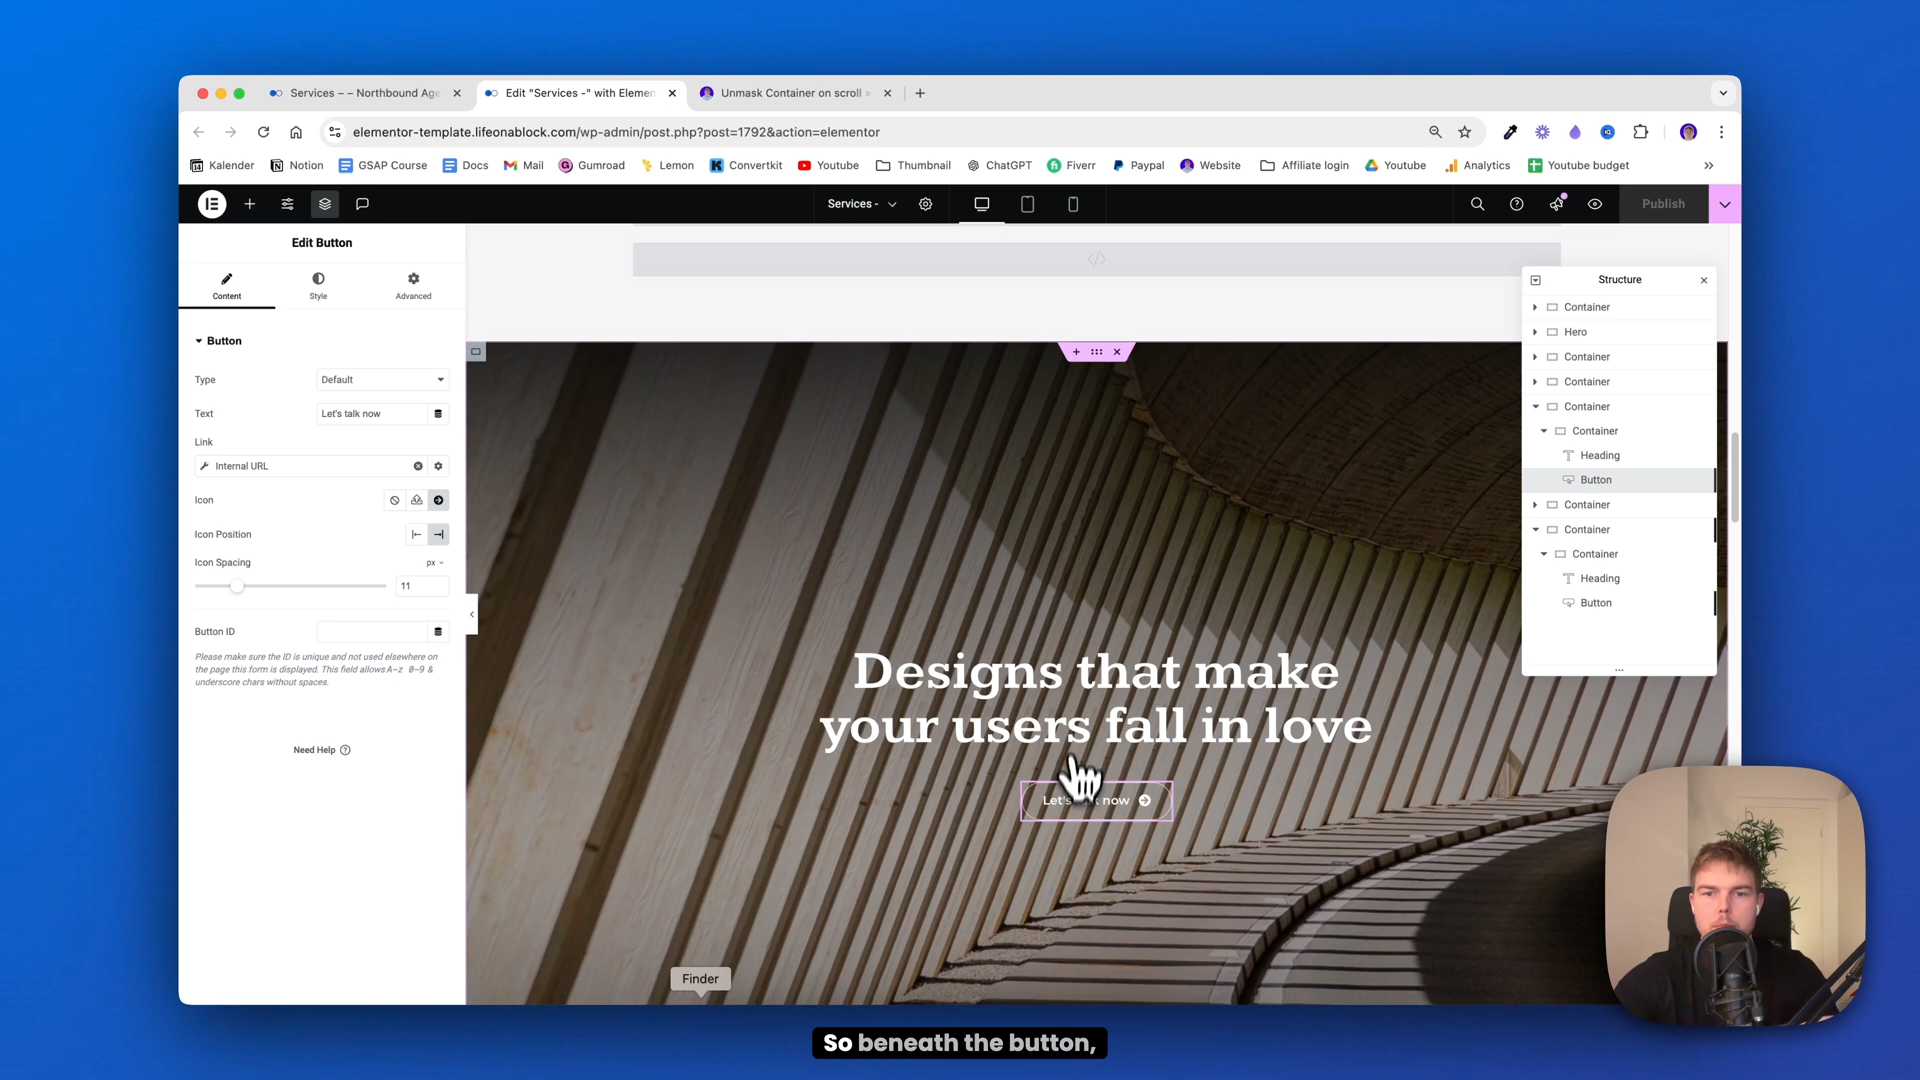 Services – – Northbound Age
Edit "Services -" with Elemen
Unmask Container on scroll »
elementor-template.lifeonablock.com/wp-admin/post.php?post=1792&action=elementor
Kalender
Notion
GSAP Course
Docs
Mail
Gumroad
Lemon
Convertkit
Youtube
Thumbnail
ChatGPT
Fiverr
Paypal
Website
Affiliate login
Youtube
Analytics
Youtube budget
»
Services -
Publish
Edit Button
Content
Style
Advanced
Button
Type
Default
Text
Let's talk now
Link
Internal URL
Icon
Icon Position
Icon Spacing
px
11
Button ID
Please make sure the ID is unique and not used elsewhere on
the page this form is displayed. This field allows A–z 0–9 &
underscore chars without spaces.
Need Help
Structure
Container
Hero
Container
Container
Container
Container
Heading
Button
Container
Container
Container
Heading
Button
Designs that make
your users fall in love
now
Finder
So beneath the button,